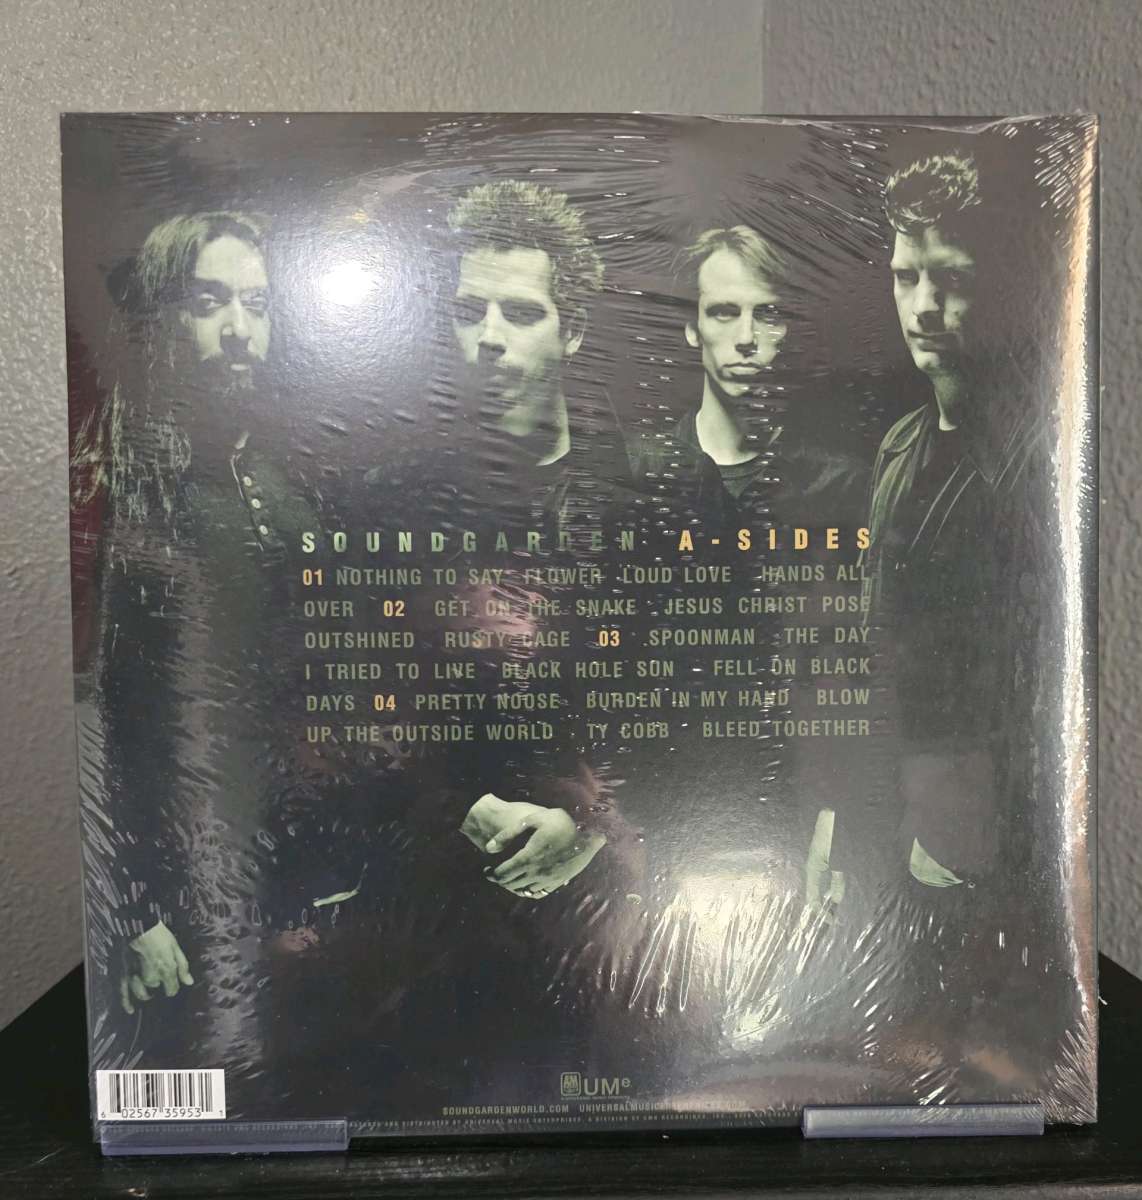 SOUNDGARDEN A-SIDES
01 NOTHING TO SAY FLOWER LOUD LOVE HANDS ALL
OVER 02 GET ON THE SNAKE JESUS CHRIST POSE
OUTSHINED RUSTY CAGE 03 SPOONMAN THE DAY
I TRIED TO LIVE BLACK HOLE SON - FELL ON BLACK
DAYS 04 PRETTY NOOSE BURDEN IN MY HAND BLOW
UP THE OUTSIDE WORLD · TY COBB BLEED TOGETHER
A&M UMe
SOUNDGARDENWORLD.COM UNIVERSALMUSIC
6 02567 35953 1